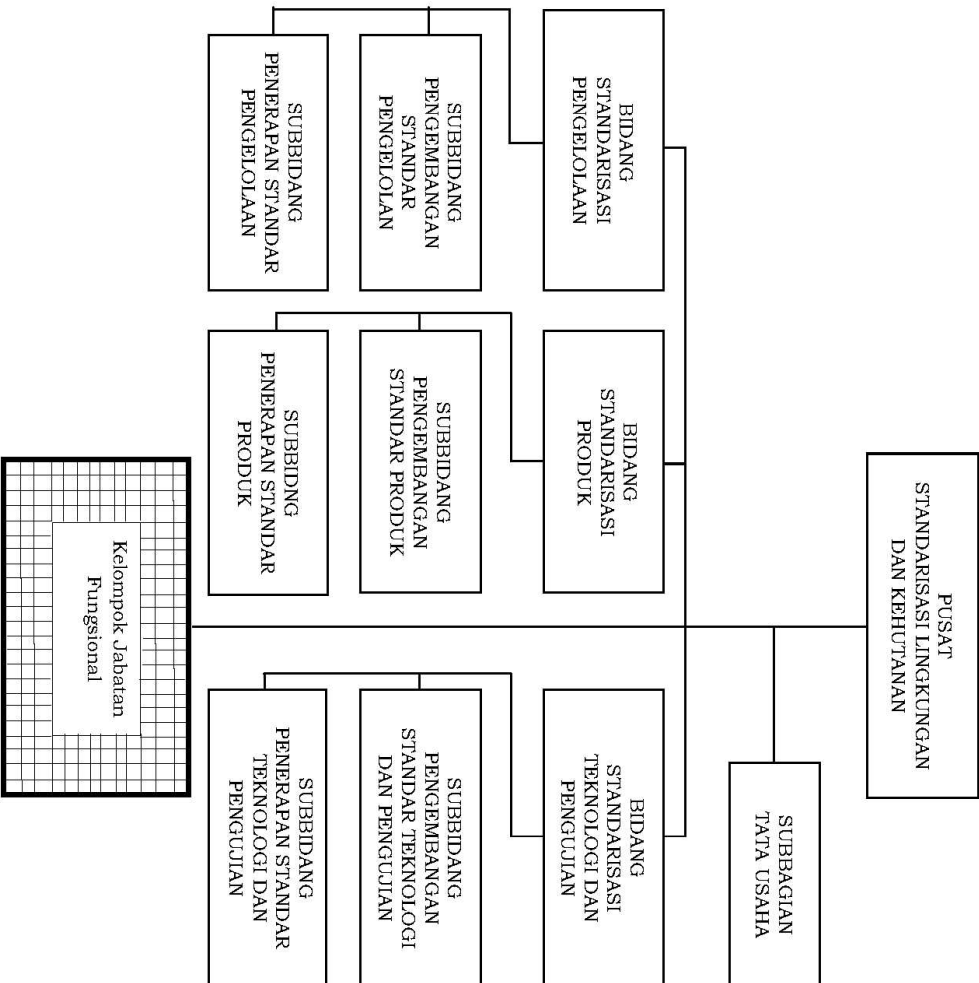 PUSAT
STANDARISASI LINGKUNGAN
DAN KEHUTANAN
SUBBAGIAN
TATA USAHA
BIDANG
STANDARISASI
PENGELOLAAN
BIDANG
STANDARISASI
PRODUK
BIDANG
STANDARISASI
TEKNOLOGI DAN
PENGUJIAN
SUBBIDANG
PENGEMBANGAN
STANDAR
PENGELOLAN
SUBBIDANG
PENGEMBANGAN
STANDAR PRODUK
SUBBIDANG
PENGEMBANGAN
STANDAR TEKNOLOGI
DAN PENGUJIAN
SUBBIDANG
PENERAPAN STANDAR
PENGELOLAAN
SUBBIDNG
PENERAPAN STANDAR
PRODUK
SUBBIDANG
PENERAPAN STANDAR
TEKNOLOGI DAN
PENGUJIAN
Kelompok Jabatan
Fungsional